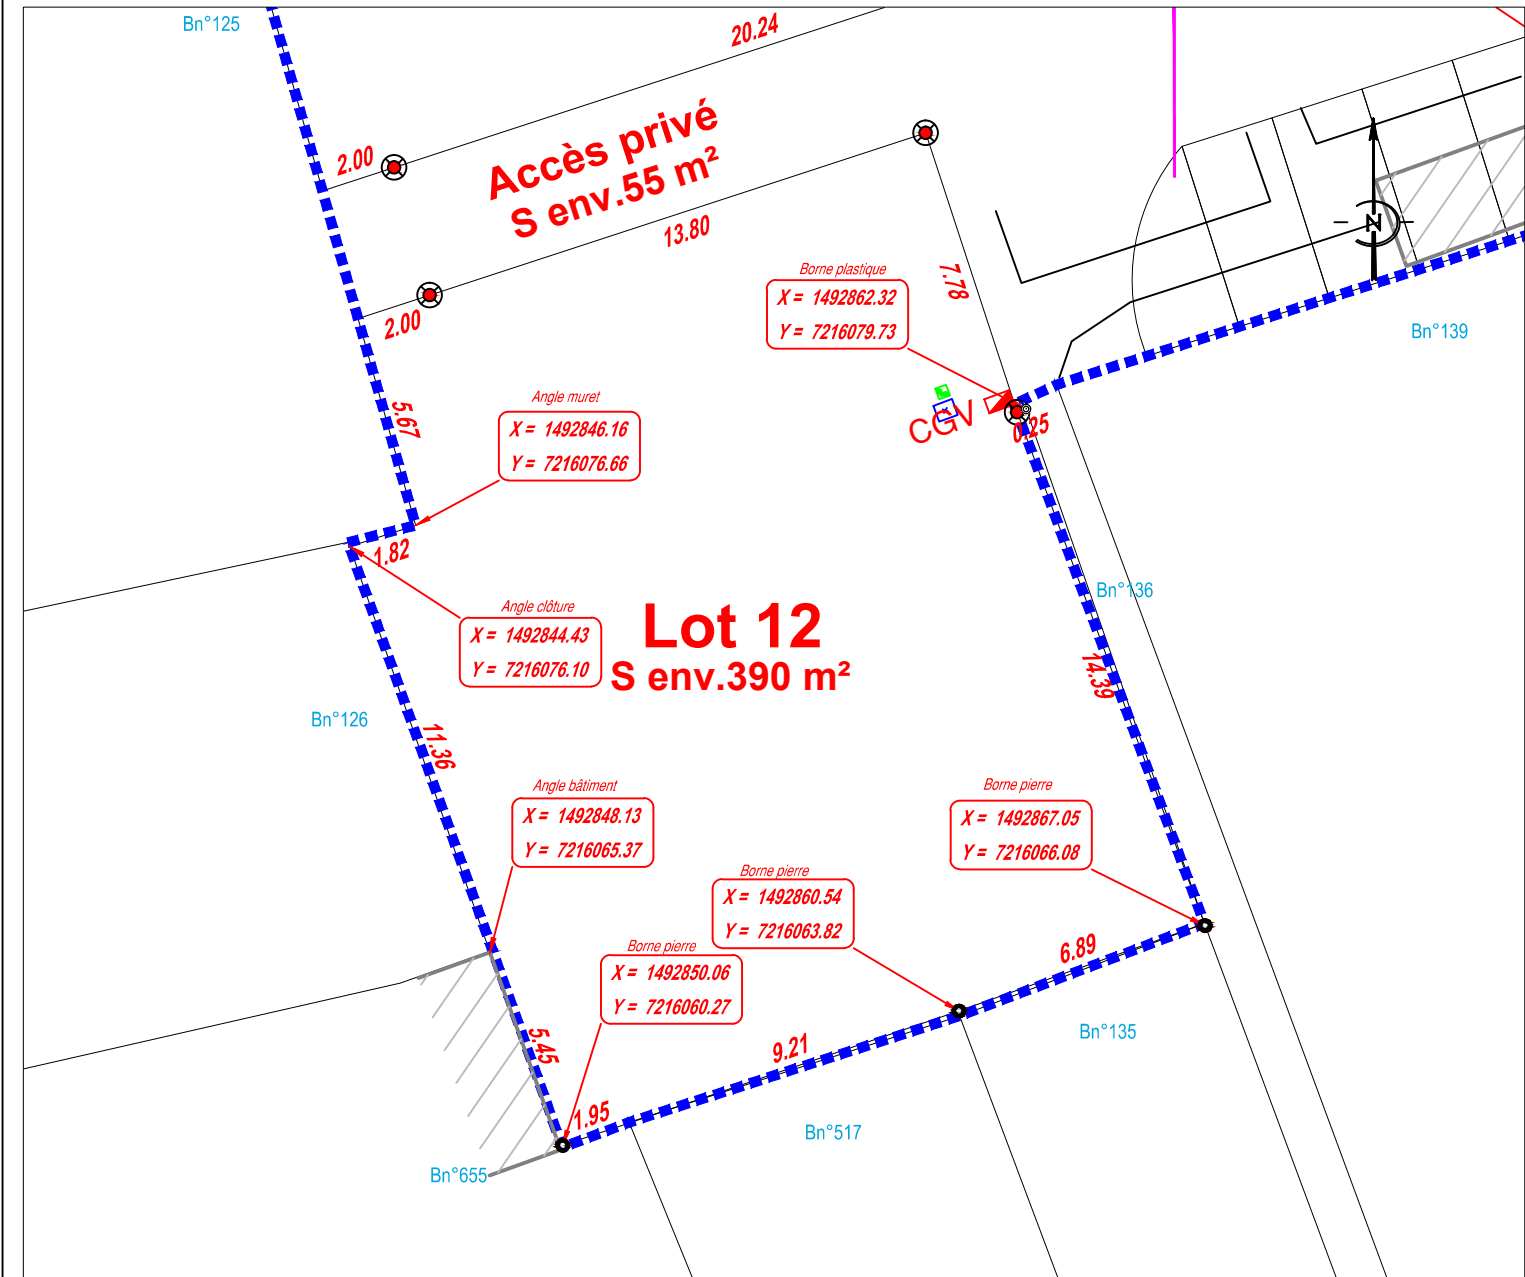 Bn°125
20.24
2.00
Accès privé
S env.55 m²
13.80
2.00
7.78
Borne plastique
X = 1492862.32
Y = 7216079.73
N
Bn°139
5.67
Angle muret
X = 1492846.16
Y = 7216076.66
CGV
0.25
1.82
Angle clôture
X = 1492844.43
Y = 7216076.10
Lot 12
S env.390 m²
Bn°136
14.39
Bn°126
11.36
Angle bâtiment
X = 1492848.13
Y = 7216065.37
Borne pierre
X = 1492867.05
Y = 7216066.08
Borne pierre
X = 1492860.54
Y = 7216063.82
Borne pierre
X = 1492850.06
Y = 7216060.27
6.89
5.45
9.21
Bn°135
1.95
Bn°517
Bn°655